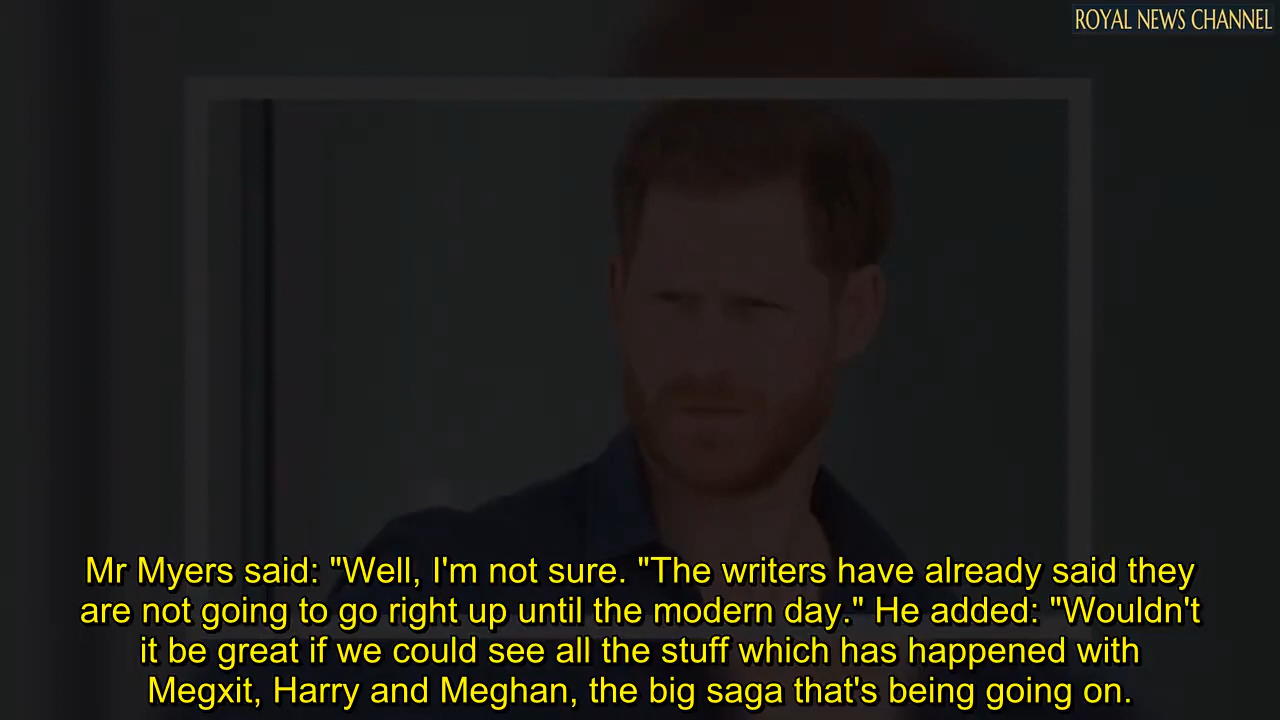 ROYAL NEWS CHANNEL
Mr Myers said: "Well, I'm not sure. "The writers have already said they
are not going to go right up until the modern day." He added: "Wouldn't
it be great if we could see all the stuff which has happened with
Megxit, Harry and Meghan, the big saga that's being going on.